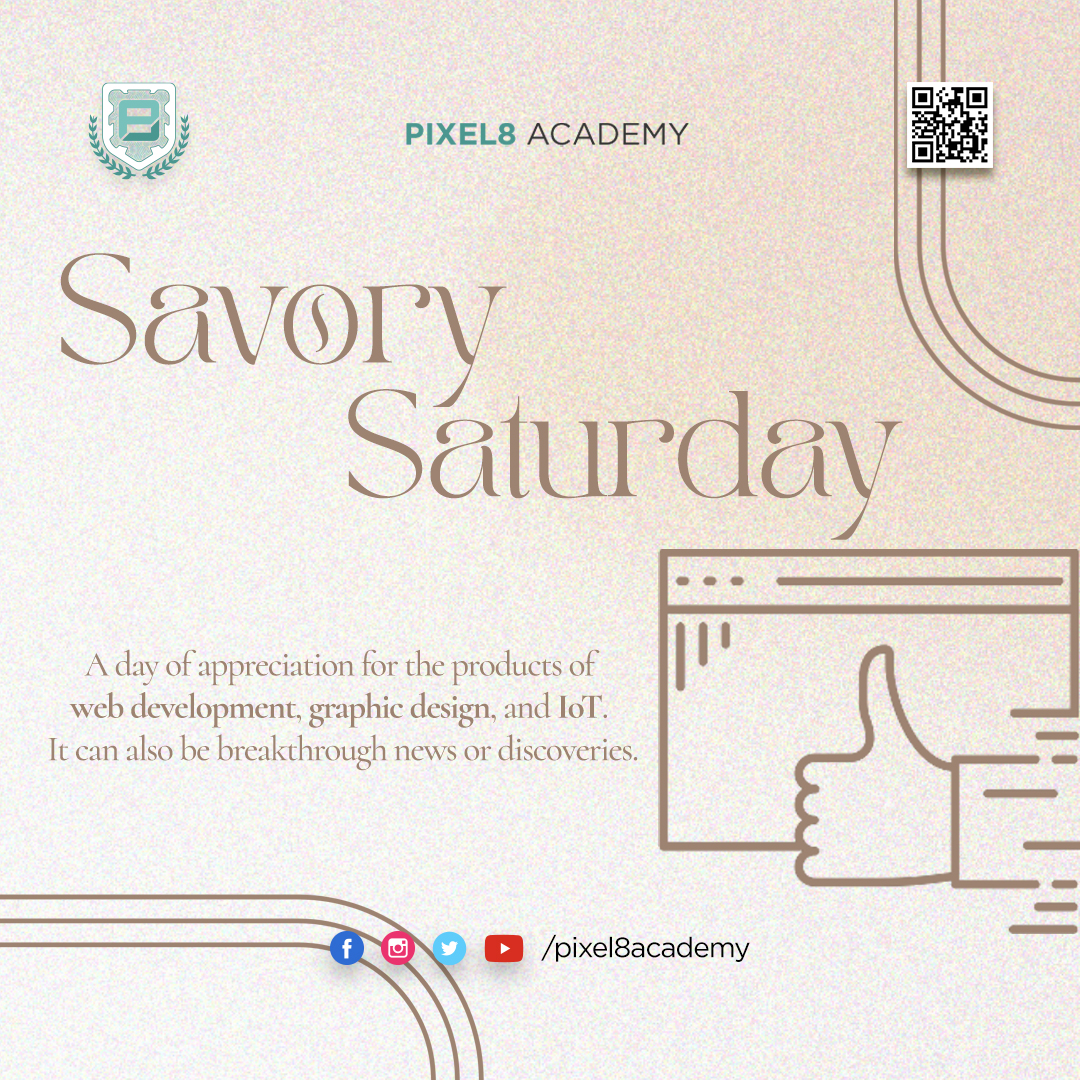 PIXEL8 ACADEMY
Savory
Saturday
A day of appreciation for the products of
web development, graphic design, and IoT.
It can also be breakthrough news or discoveries.
/pixel8academy